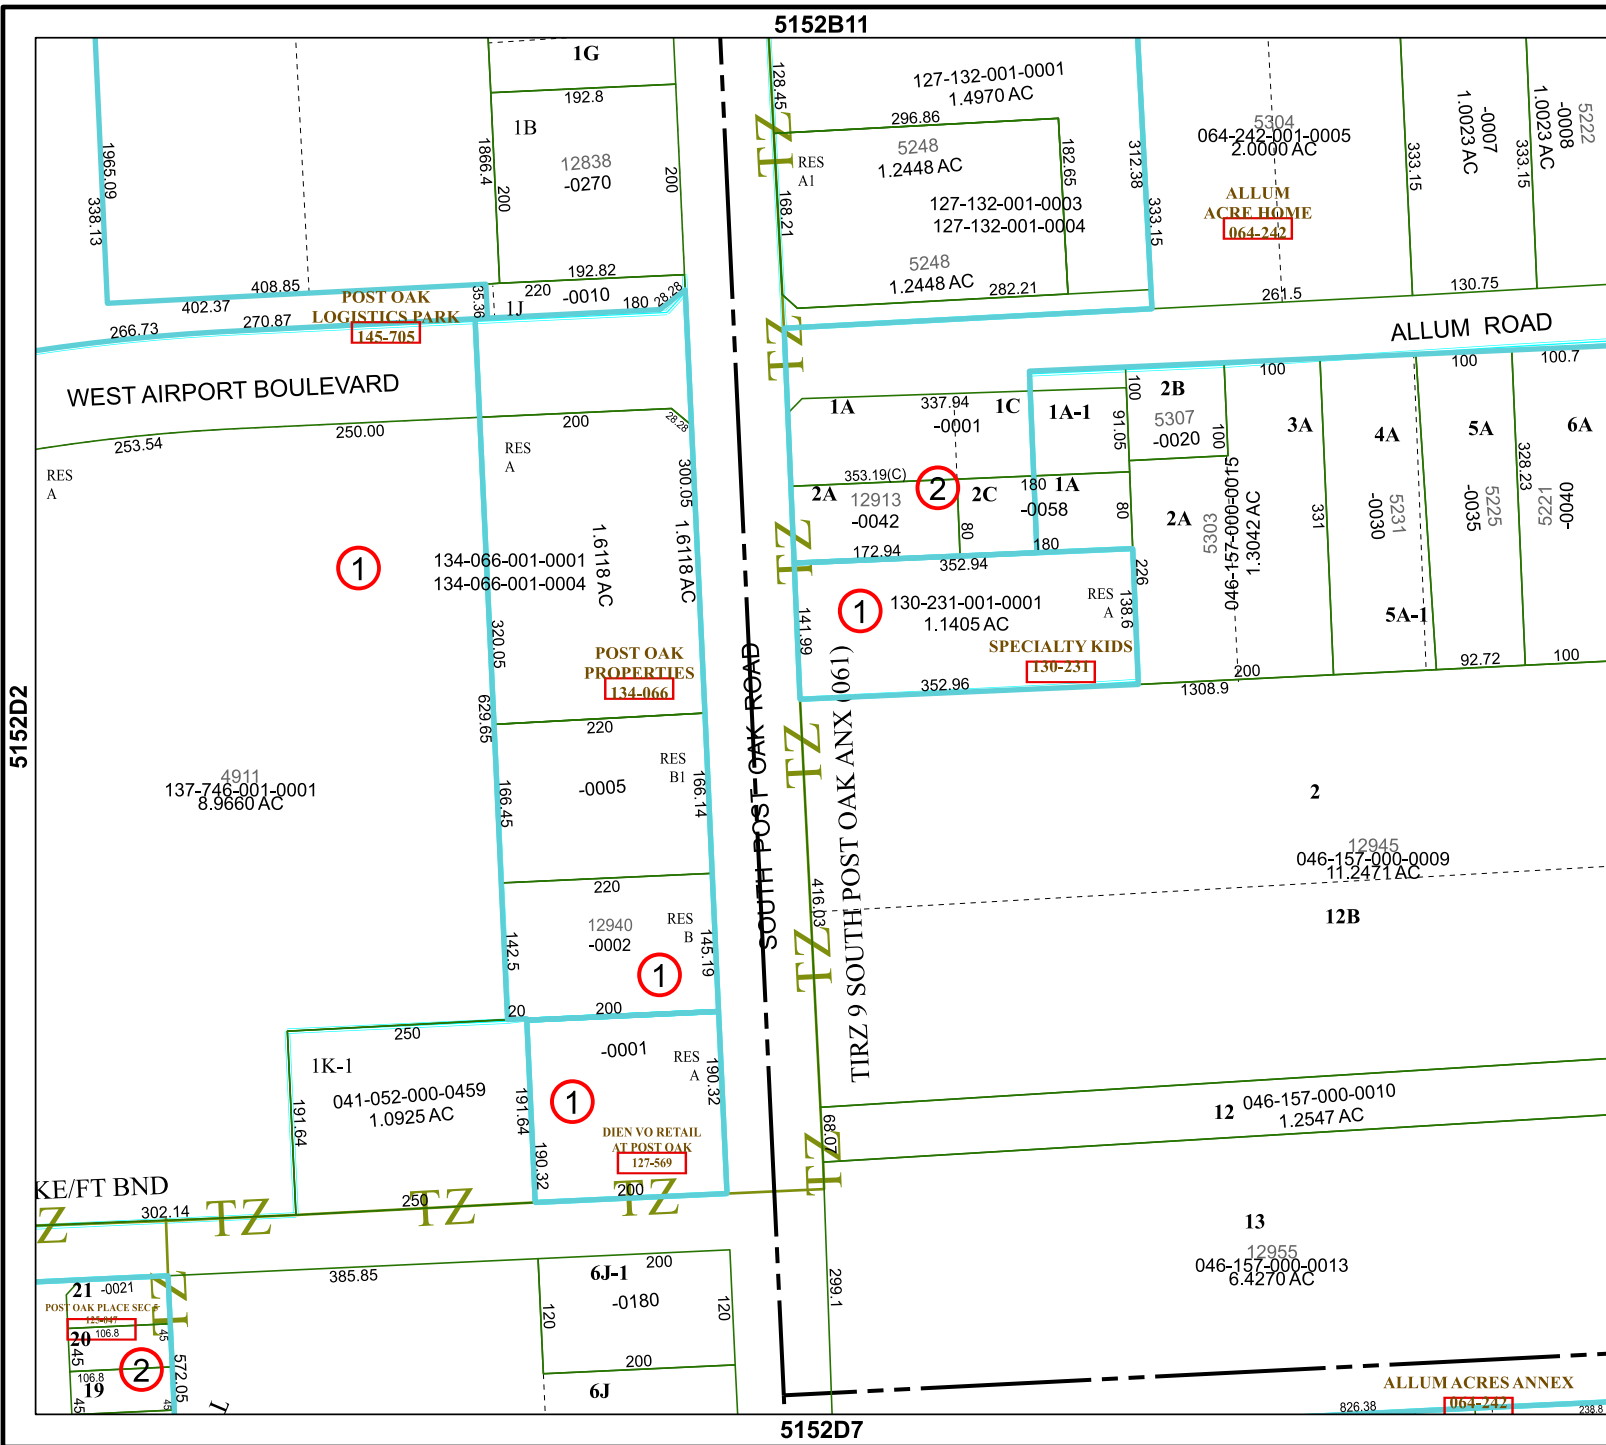 5152B11
1G
192.8
1B
12838
-0270
1866.4
200
200
192.82
1965.09
338.13
408.85
402.37
35.36
220
-0010
180
28.28
1J
POST OAK
LOGISTICS PARK
145-705
266.73
270.87
WEST AIRPORT BOULEVARD
253.54
250.00
200
28.28
RES
A
RES
A
128.45
TZ
127-132-001-0001
1.4970 AC
296.86
5248
1.2448 AC
RES
A1
182.65
168.21
127-132-001-0003
127-132-001-0004
5248
1.2448 AC
282.21
312.38
333.15
5304
064-242-001-0005
2.0000 AC
ALLUM
ACRE HOME
064-242
333.15
-0007
1.0023 AC
333.15
5222
-0008
1.0023 AC
261.5
130.75
TZ
ALLUM ROAD
1A
337.94
1C
-0001
1A-1
100
91.05
2B
5307
-0020
100
100
3A
4A
100
5A
100.7
6A
353.19(C)
2
2A
12913
-0042
2C
180
1A
-0058
80
80
172.94
180
352.94
TZ
2A
5303
046-157-000-0015
1.3042 AC
331
5231
-0030
5225
-0035
328.23
5221
-0040
5A-1
92.72
100
200
1308.9
1
130-231-001-0001
1.1405 AC
RES
A
226
138.6
141.99
SPECIALTY KIDS
130-231
352.96
1
134-066-001-0001
134-066-001-0004
1.6118 AC
1.6118 AC
300.05
320.05
629.65
POST OAK
PROPERTIES
134-066
220
RES
B1
-0005
166.45
166.14
220
12940
-0002
RES
B
142.5
145.19
1
20
200
4911
137-746-001-0001
8.9660 AC
5152D2
SOUTH POST OAK ROAD
TIRZ 9 SOUTH POST OAK ANNX (0061)
TZ
416.03
TZ
2
12945
046-157-000-0009
11.2471 AC
12B
250
1K-1
041-052-000-0459
1.0925 AC
191.64
191.64
190.32
-0001
RES
A
190.32
1
DIEN VO RETAIL
AT POST OAK
127-569
200
250
KE/FT BND
302.14
Z
TZ
TZ
TZ
12
046-157-000-0010
1.2547 AC
68.07
TZ
13
12955
046-157-000-0013
6.4270 AC
299.1
385.85
6J-1
200
-0180
120
120
200
6J
21
-0021
POST OAK PLACE SEC 5
TZ
20
106.8
45
45
106.8
2
19
45
45
572.05
ALLUM ACRES ANNEX
064-242
826.38
238.8
5152D7